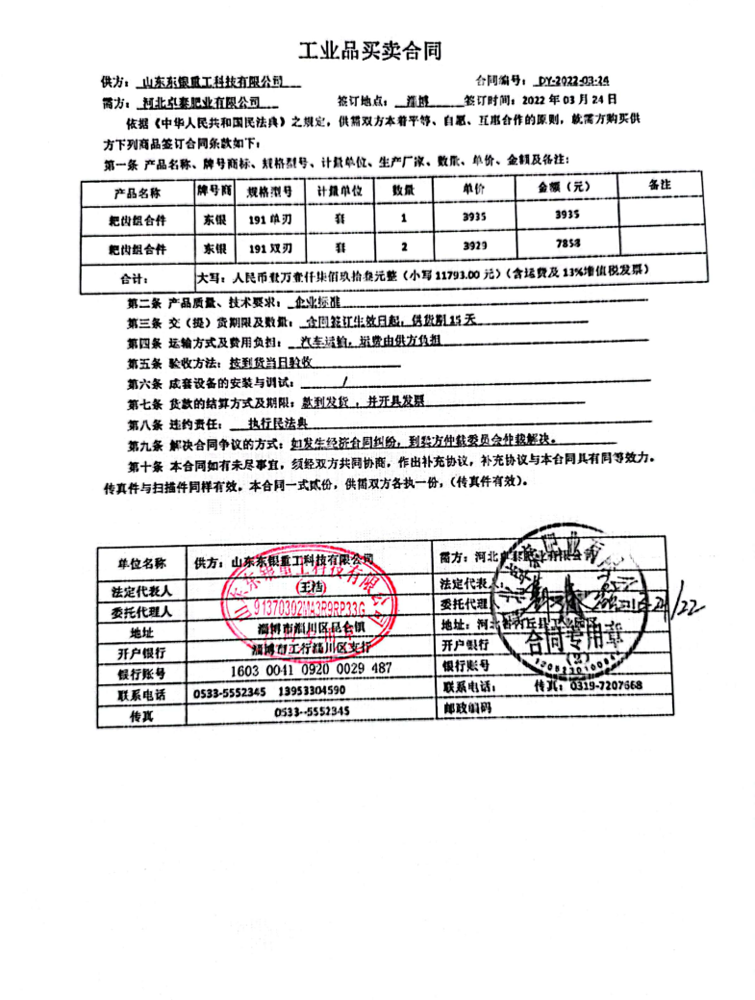 工业品买卖合同
供方：山东东银重工科技有限公司 合同编号：DY-2022-03-24
需方：河北卓泰肥业有限公司 签订地点：淄博 签订时间：2022 年 03 月 24 日
依据《中华人民共和国民法典》之规定，供需双方本着平等、自愿、互惠合作的原则，就需方购买供
方下列商品签订合同条款如下：
第一条 产品名称、牌号商标、规格型号、计量单位、生产厂家、数量、单价、金额及备注：
产品名称 牌号商 规格型号 计量单位 数量 单价 金额（元） 备注
耙齿组合件 东银 191 单刃 套 1 3935 3935
耙齿组合件 东银 191 双刃 套 2 3929 7858
合计： 大写：人民币壹万壹仟柒佰玖拾叁元整（小写 11793.00 元）（含运费及 13%增值税发票）
第二条 产品质量、技术要求：企业标准
第三条 交（提）货期限及数量：合同签订生效日起，供货期 15 天
第四条 运输方式及费用负担：汽车运输，运费由供方负担
第五条 验收方法：按到货当日验收
第六条 成套设备的安装与调试： /
第七条 货款的结算方式及期限：款到发货，并开具发票
第八条 违约责任： 执行民法典
第九条 解决合同争议的方式：如发生经济合同纠纷，到卖方仲裁委员会仲裁解决。
第十条 本合同如有未尽事宜，须经双方共同协商，作出补充协议，补充协议与本合同具有同等效力。
传真件与扫描件同样有效。本合同一式贰份，供需双方各执一份，（传真件有效）。
单位名称 供方：山东东银重工科技有限公司 需方：河北卓泰肥业有限公司
法定代表人 法定代表
委托代理人 91370302MA3R9RP33G 委托代理
地址 淄博市淄川区昆仑镇 地址：河北省内丘县工业园区
开户银行 淄博市工行淄川区支行 开户银行
合同专用章
银行账号 1603 0041 0920 0029 487 银行账号
联系电话 0533-5552345 13953304590 联系电话： 传真：0319-7207668
传真 0533--5552345 邮政编码